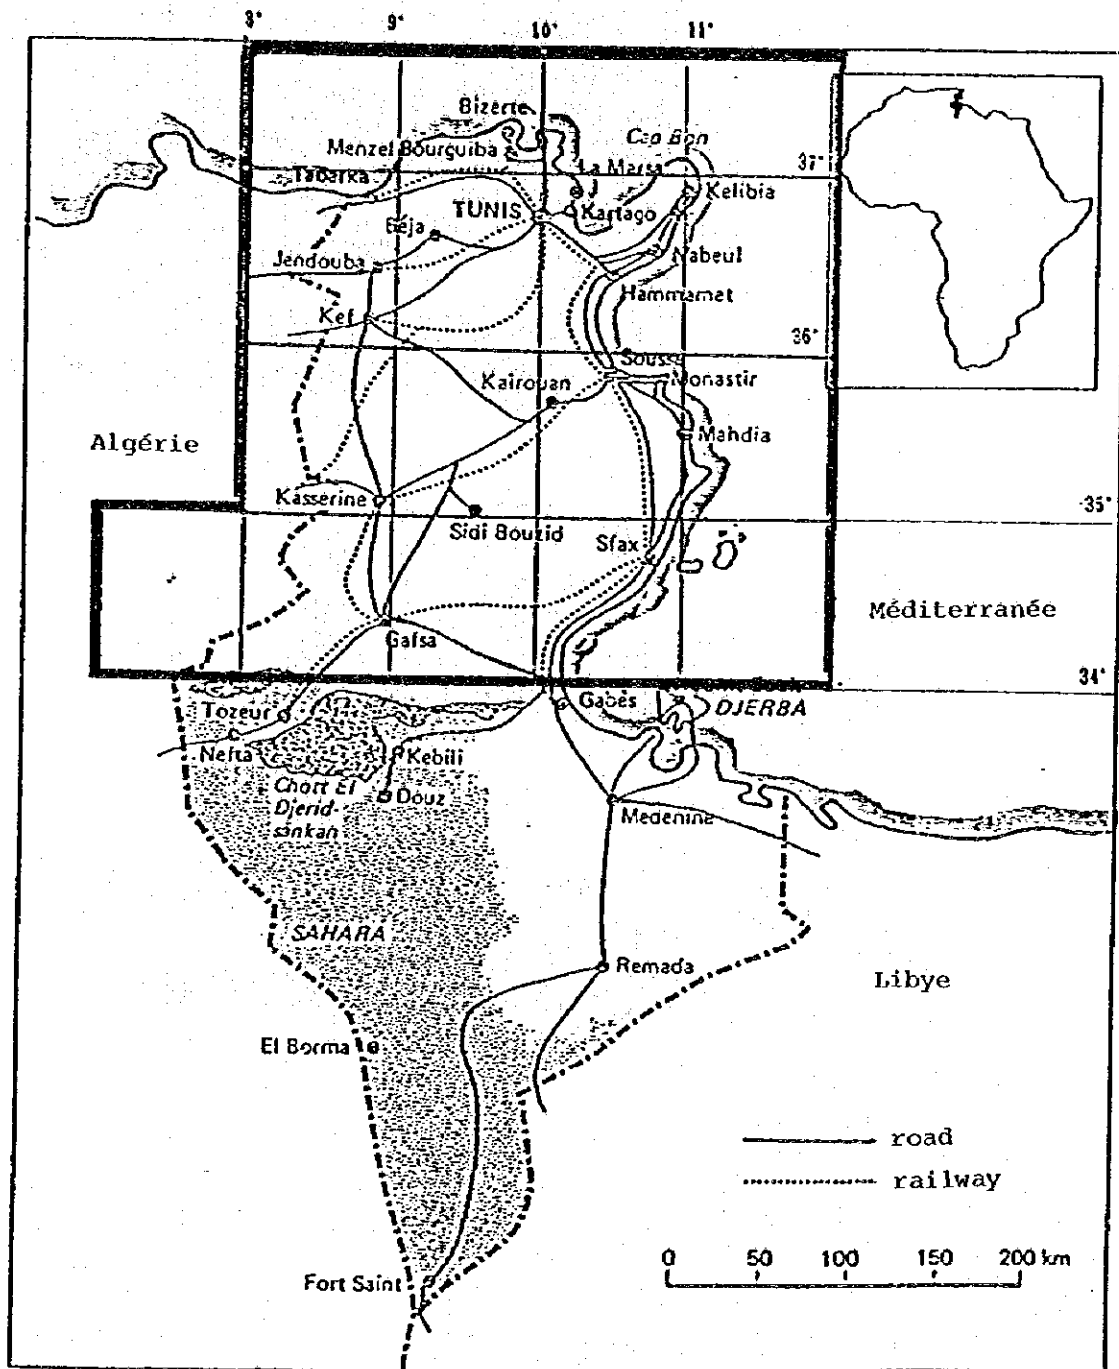 8° 9° 10° 11°
Bizerte
Cap Bon
Menzel Bourguiba
La Marsa
37°
Tabarka
Kelibia
TUNIS
Kartago
Béja
Nabeul
Jendouba
Hammamet
Kef
36°
Sousse
Kairouan
Monastir
Algérie
Mahdia
Kasserine
35°
Sidi Bouzid
Sfax
Méditerranée
Gafsa
34°
Gabès
DJERBA
Tozeur
Nefta
Kebili
Chott El
Djerid-
sänkan
Douz
Medenine
SAHARA
Remada
Libye
El Borma
road
railway
0 50 100 150 200 km
Fort Saint